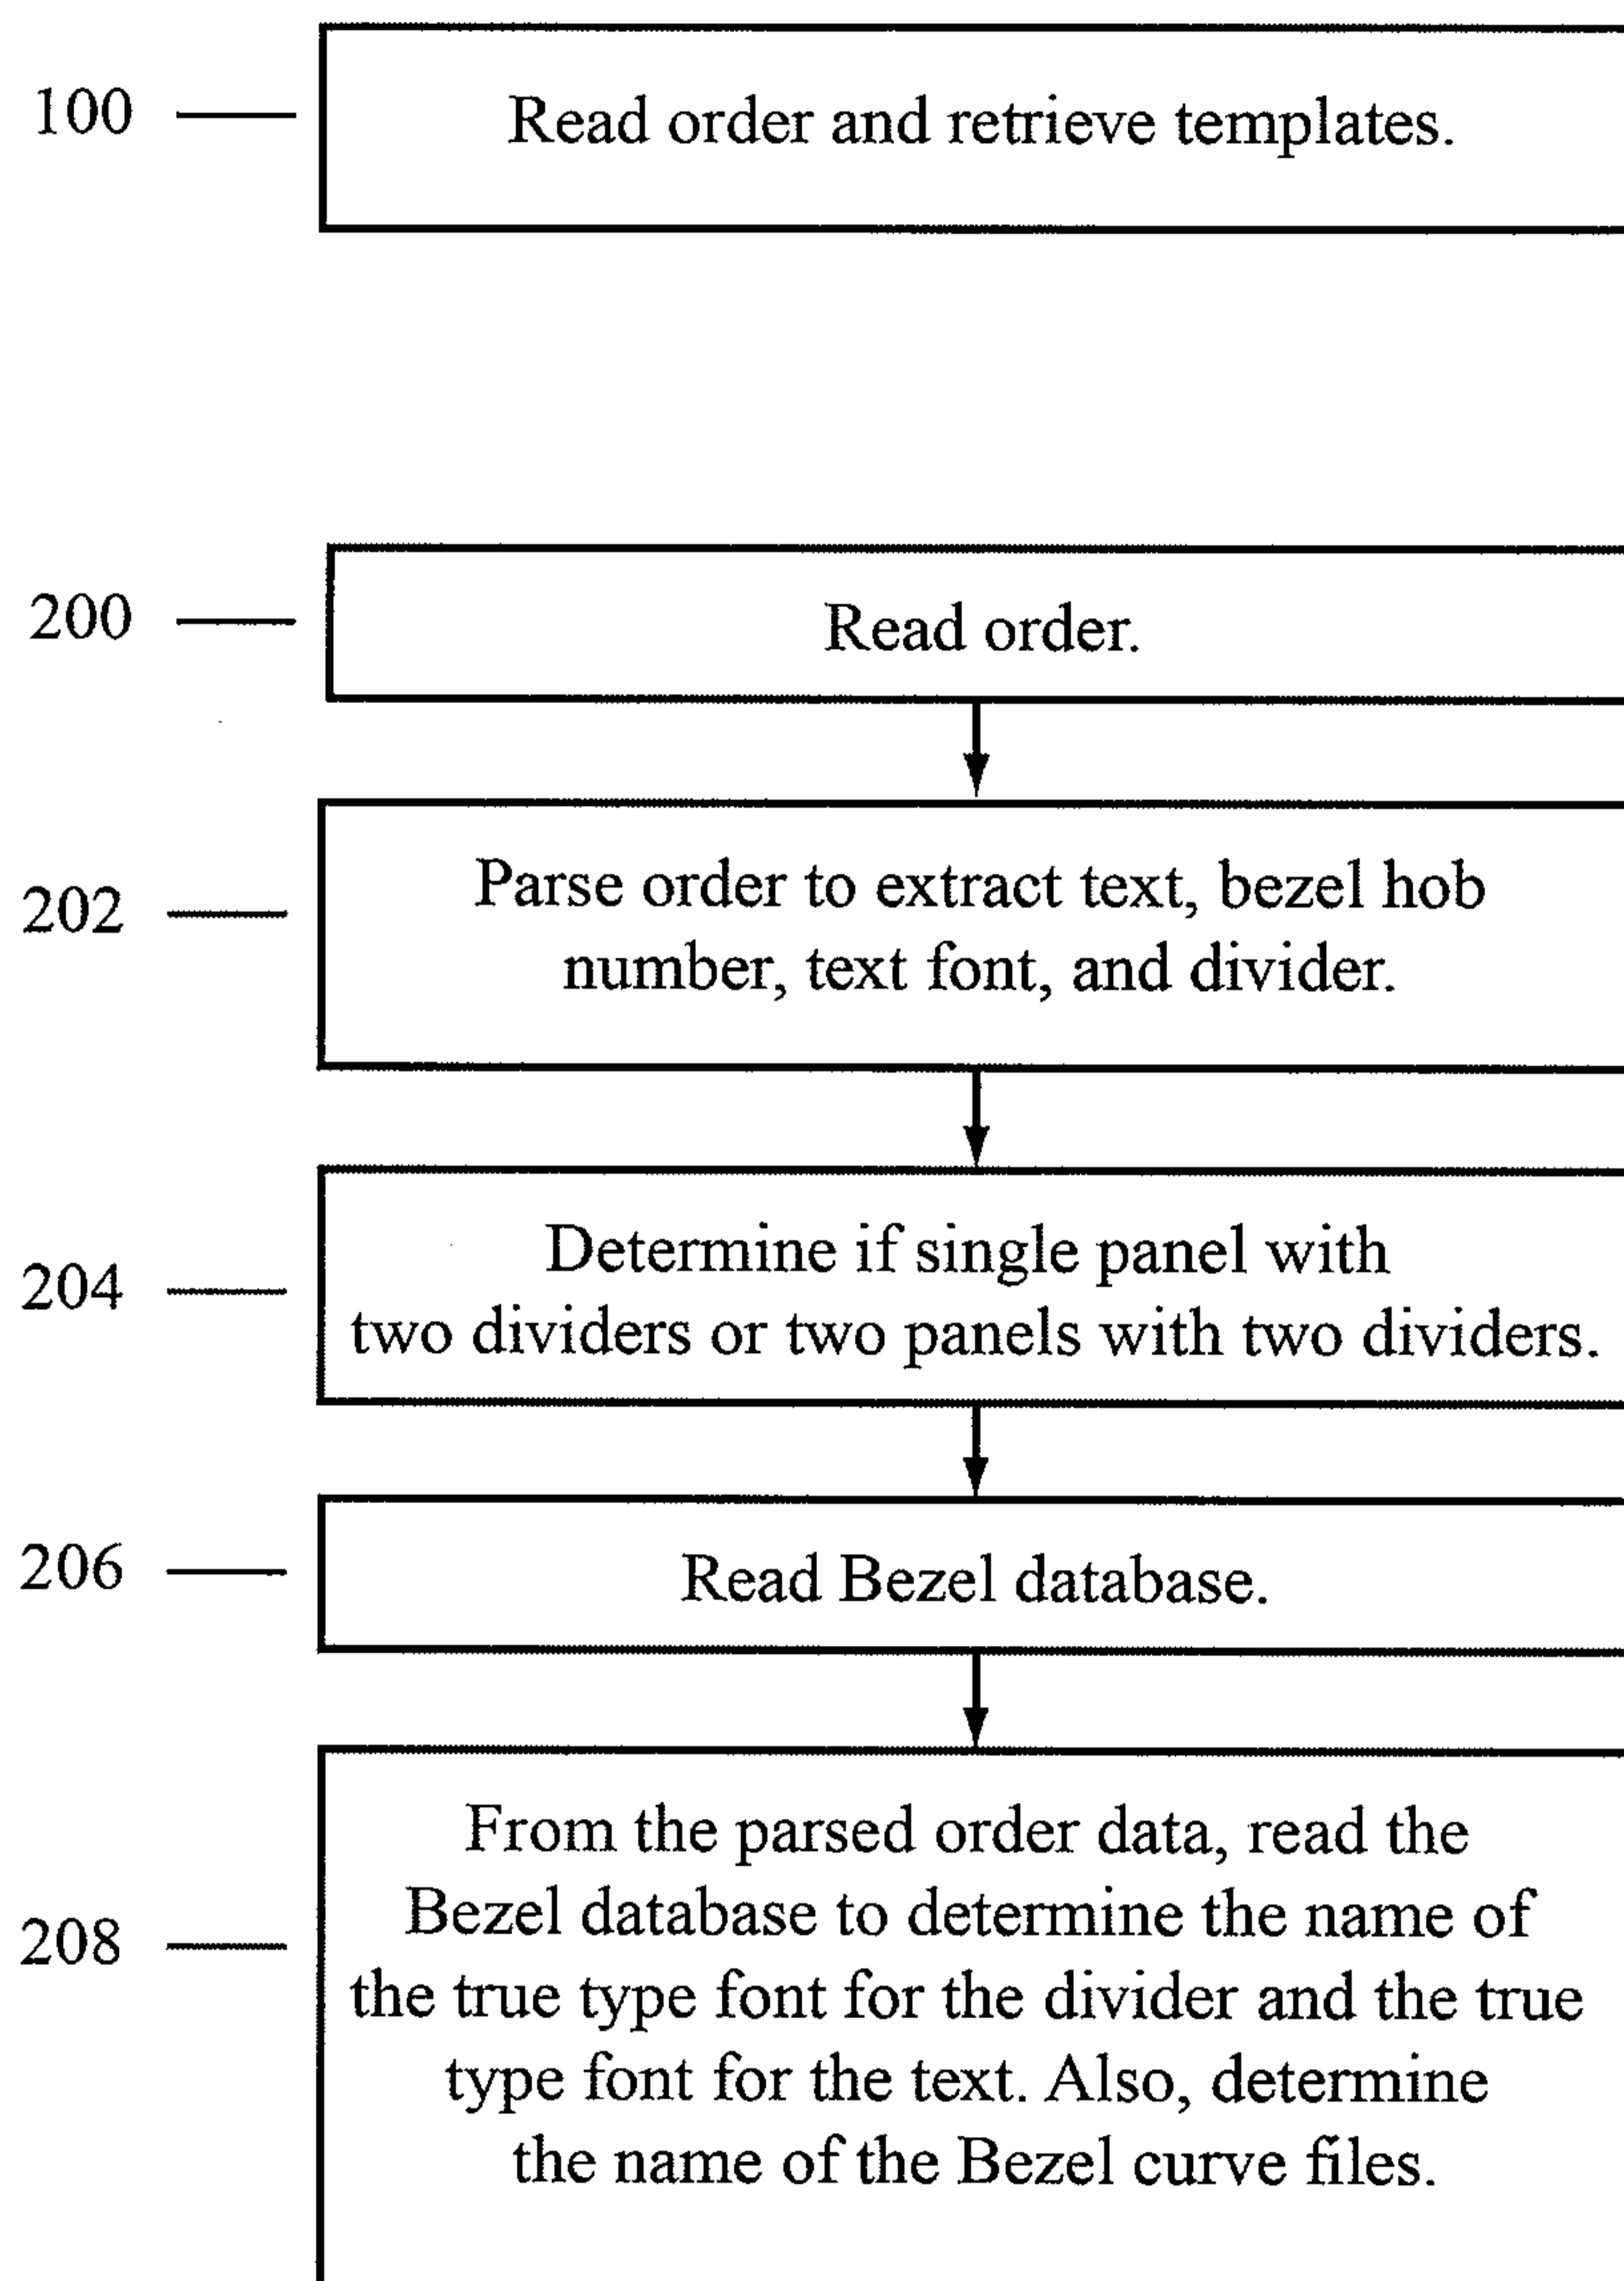 100
Read order and retrieve templates.
200
Read order.
202
Parse order to extract text, bezel hob
number, text font, and divider.
204
Determine if single panel with
two dividers or two panels with two dividers.
206
Read Bezel database.
208
From the parsed order data, read the
Bezel database to determine the name of
the true type font for the divider and the true
type font for the text. Also, determine
the name of the Bezel curve files.